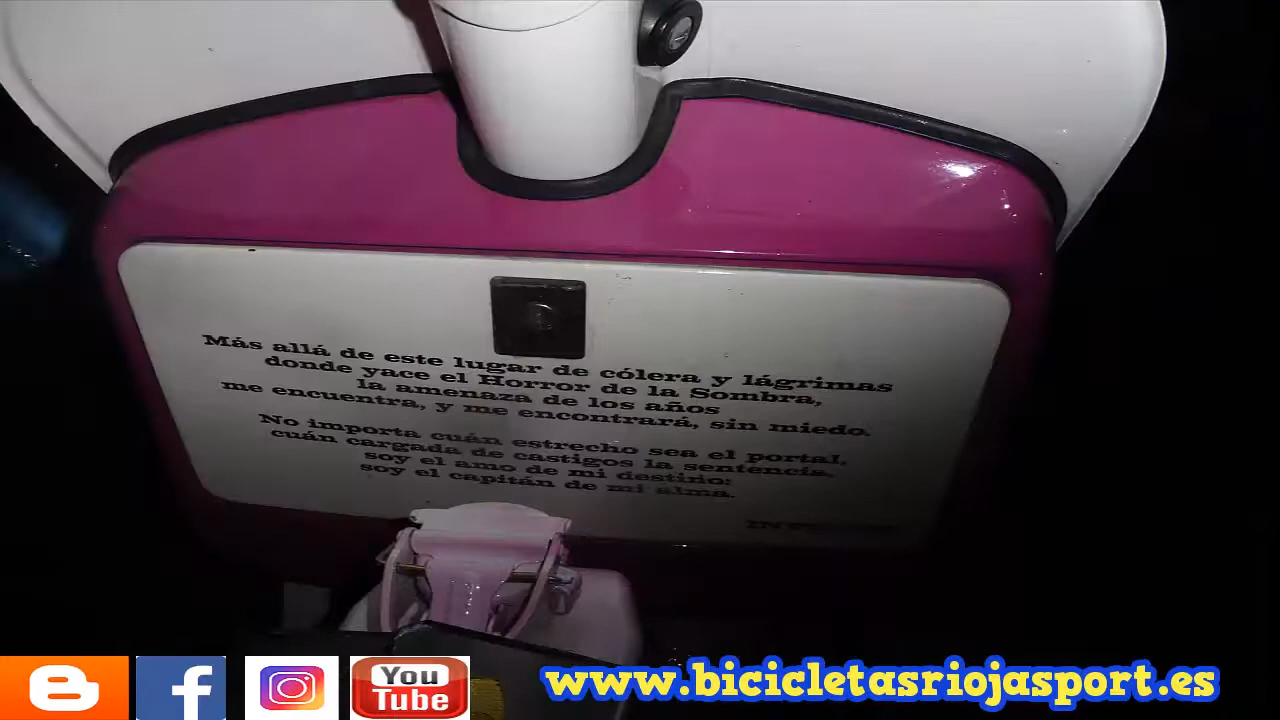 Más allá de este lugar de cólera y lágrimas
donde yace el Horror de la Sombra,
la amenaza de los años
me encuentra, y me encontrará, sin miedo.
No importa cuán estrecho sea el portal,
cuán cargada de castigos la sentencia,
soy el amo de mi destino:
soy el capitán de mi alma.
You
Tube
www.bicicletasriojasport.es